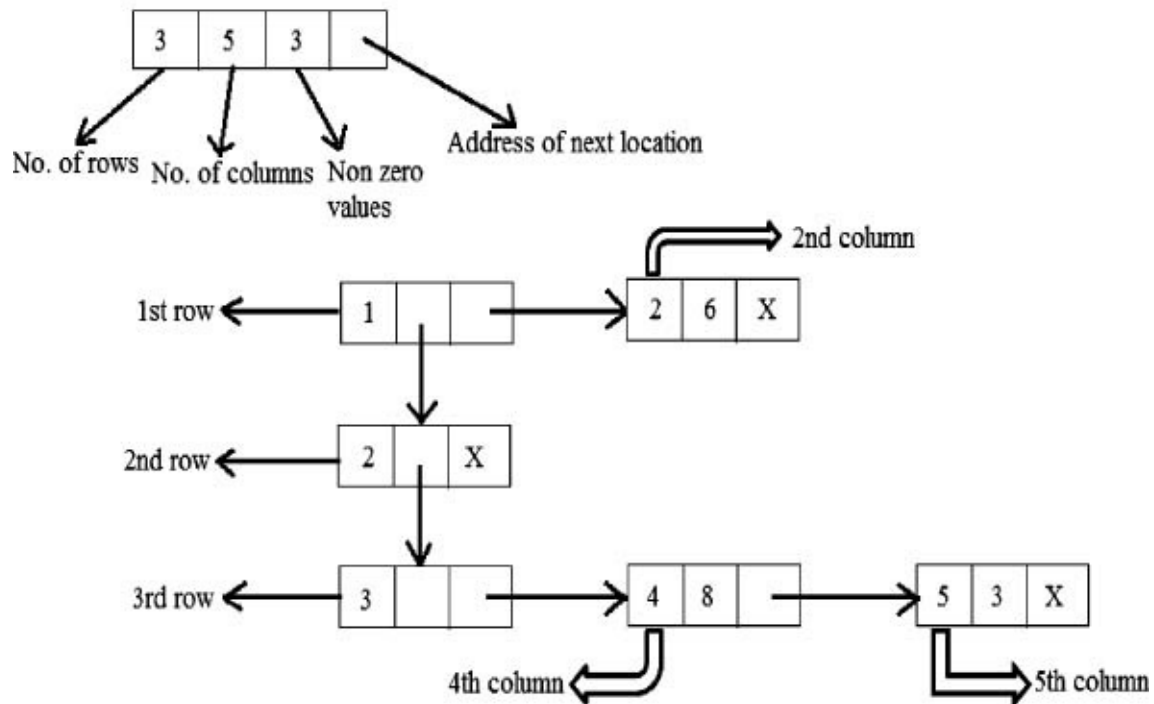 3 5 3
No. of rows
No. of columns
Non zero
values
Address of next location
2nd column
1st row
1
2 6 X
2nd row
2 X
3rd row
3
4 8
5 3 X
4th column
5th column